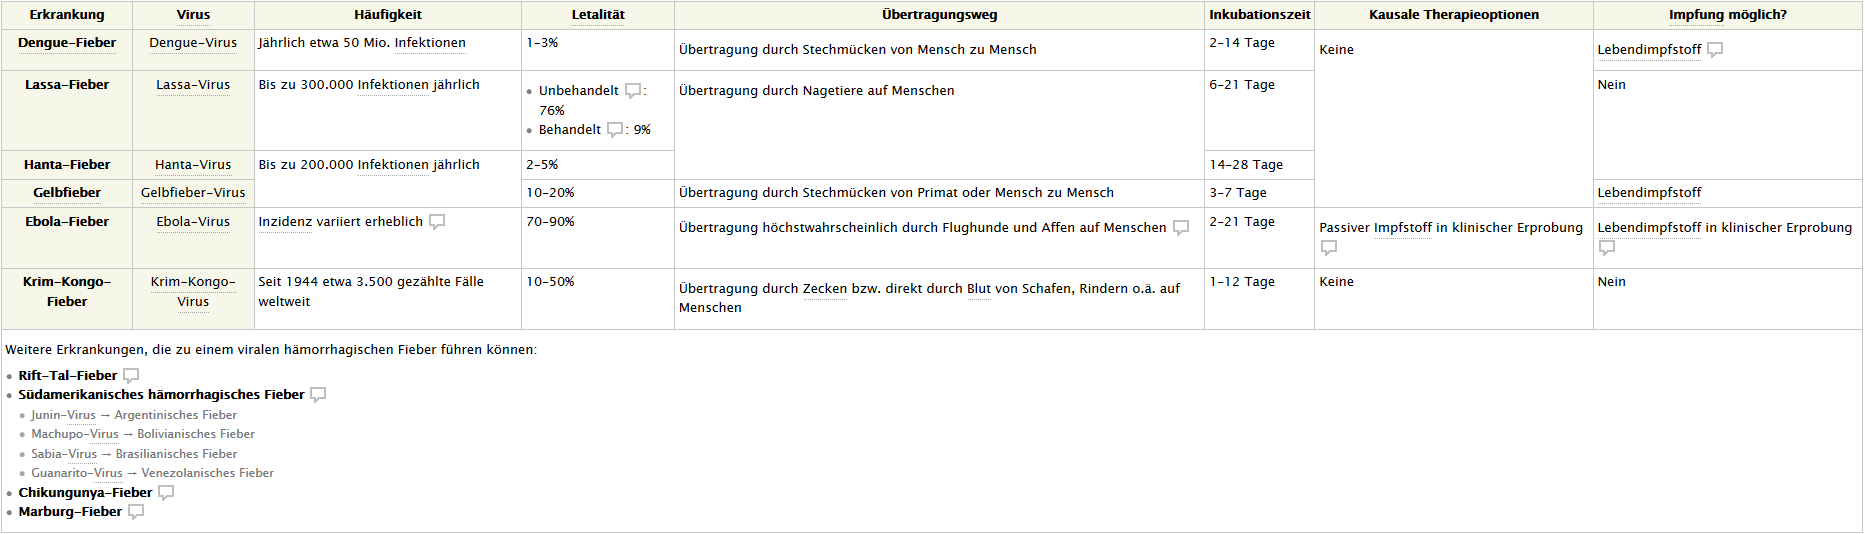 Erkrankung Virus Häufigkeit Letalität Übertragungsweg Inkubationszeit Kausale Therapieoptionen Impfung möglich?
Dengue-Fieber Dengue-Virus Jährlich etwa 50 Mio. Infektionen 1-3% Übertragung durch Stechmücken von Mensch zu Mensch 2-14 Tage Keine Lebendimpfstoff
Lassa-Fieber Lassa-Virus Bis zu 300.000 Infektionen jährlich
• Unbehandelt :
76%
• Behandelt : 9%
Übertragung durch Nagetiere auf Menschen 6-21 Tage Nein
Hanta-Fieber Hanta-Virus Bis zu 200.000 Infektionen jährlich 2-5% 14-28 Tage
Gelbfieber Gelbfieber-Virus 10-20% Übertragung durch Stechmücken von Primat oder Mensch zu Mensch 3-7 Tage Lebendimpfstoff
Ebola-Fieber Ebola-Virus Inzidenz variiert erheblich 70-90% Übertragung höchstwahrscheinlich durch Flughunde und Affen auf Menschen 2-21 Tage Passiver Impfstoff in klinischer Erprobung Lebendimpfstoff in klinischer Erprobung
Krim-Kongo-
Fieber
Krim-Kongo-
Virus
Seit 1944 etwa 3.500 gezählte Fälle
weltweit
10-50%
Übertragung durch Zecken bzw. direkt durch Blut von Schafen, Rindern o.ä. auf
Menschen
1-12 Tage Keine Nein
Weitere Erkrankungen, die zu einem viralen hämorrhagischen Fieber führen können:
• Rift-Tal-Fieber
• Südamerikanisches hämorrhagisches Fieber
• Junin-Virus → Argentinisches Fieber
• Machupo-Virus → Bolivianisches Fieber
• Sabia-Virus → Brasilianisches Fieber
• Guanarito-Virus → Venezolanisches Fieber
• Chikungunya-Fieber
• Marburg-Fieber